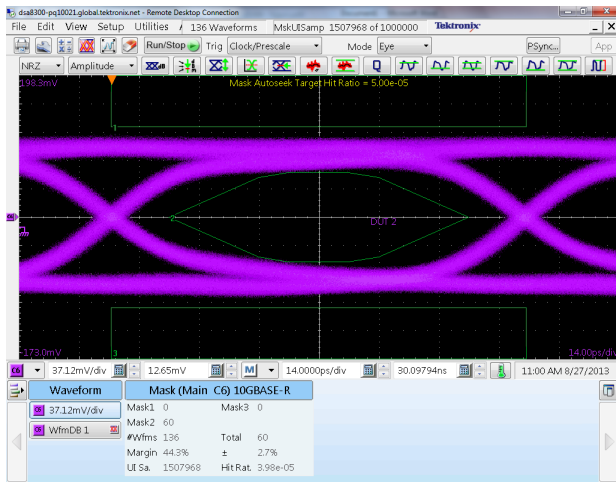 dsa8300-pq10021.global.tektronix.net - Remote Desktop Connection
File Edit View Setup Utilities 136 Waveforms MskUISamp 1507968 of 1000000 Tektronix
Run/Stop Trig Clock/Prescale Mode Eye PSync... App
NRZ Amplitude
198.3mV Mask Autoseek Target Hit Ratio = 5.00e-05
1
2
DUT 2
C6
-173.0mV 3 14.00ps/div
C6 37.12mV/div 12.65mV M 14.0000ps/div 30.09794ns 11:00 AM 8/27/2013
Waveform Mask (Main C6) 10GBASE-R
C6 37.12mV/div Mask1 0 Mask3 0
C6 WfmDB 1 Mask2 60
#Wfms 136 Total 60
Margin 44.3% ± 2.7%
UI Sa. 1507968 Hit Rat. 3.98e-05